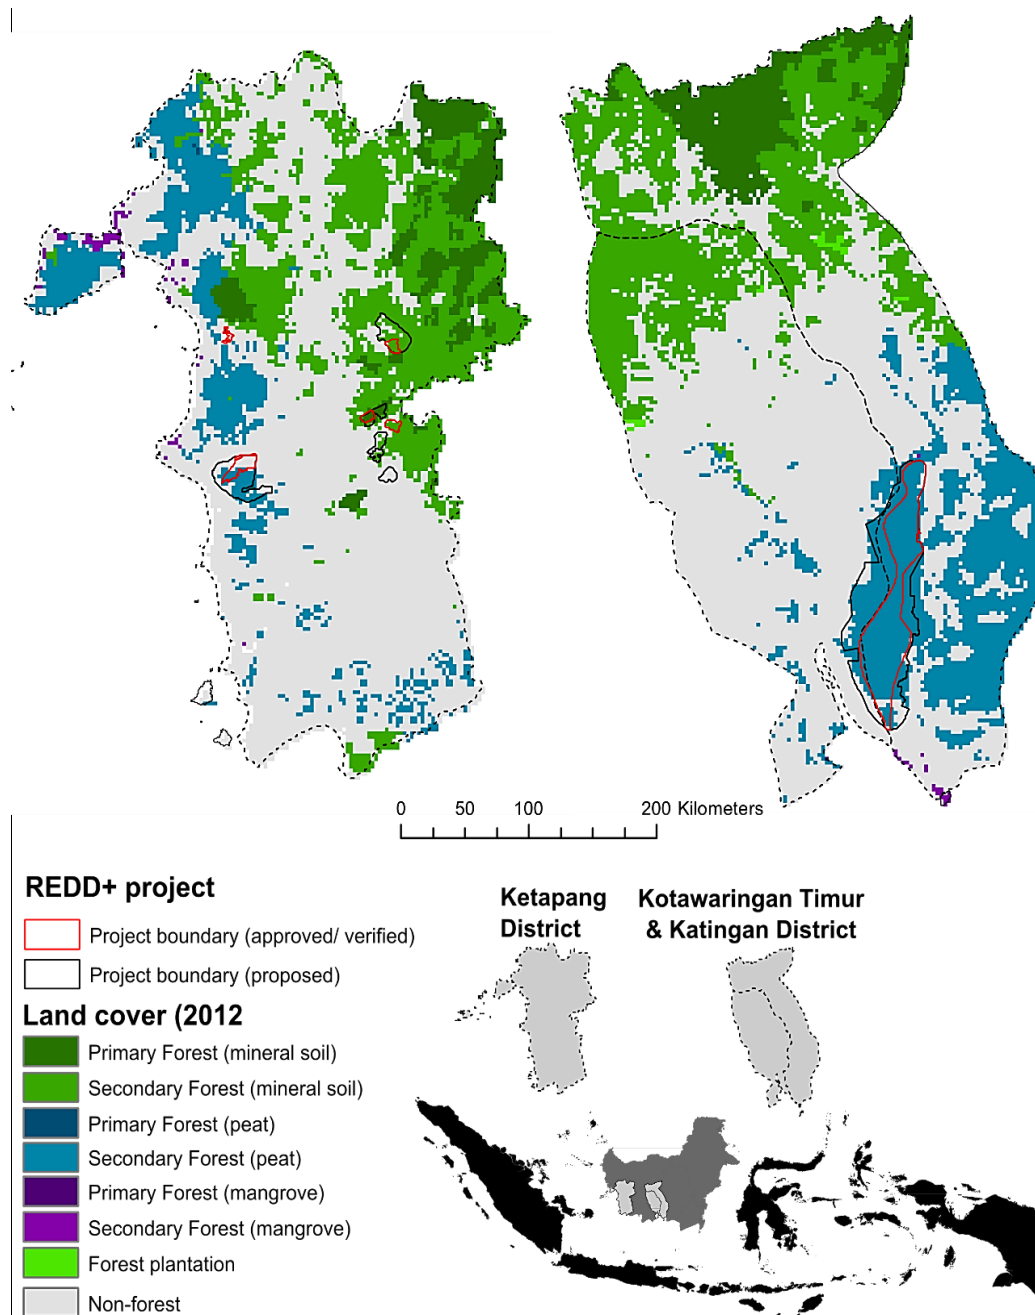 0 50 100 200 Kilometers
REDD+ project
Project boundary (approved/ verified)
Project boundary (proposed)
Land cover (2012
Primary Forest (mineral soil)
Secondary Forest (mineral soil)
Primary Forest (peat)
Secondary Forest (peat)
Primary Forest (mangrove)
Secondary Forest (mangrove)
Forest plantation
Non-forest
Ketapang
District
Kotawaringan Timur
& Katingan District